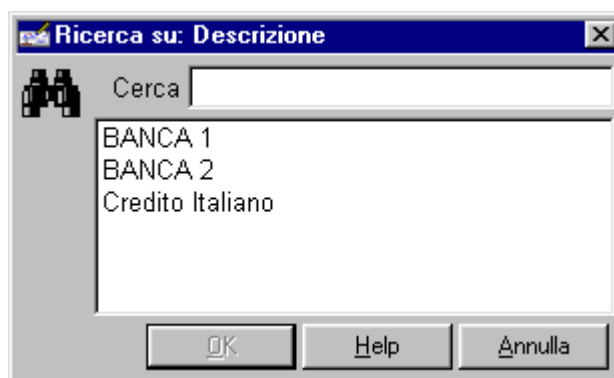 Ricerca su: Descrizione
Cerca
BANCA 1
BANCA 2
Credito Italiano
OK Help Annulla